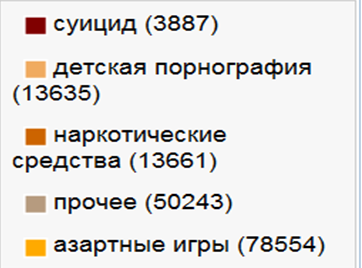 суицид (3887)
детская порнография
(13635)
наркотические
средства (13661)
прочее (50243)
азартные игры (78554)